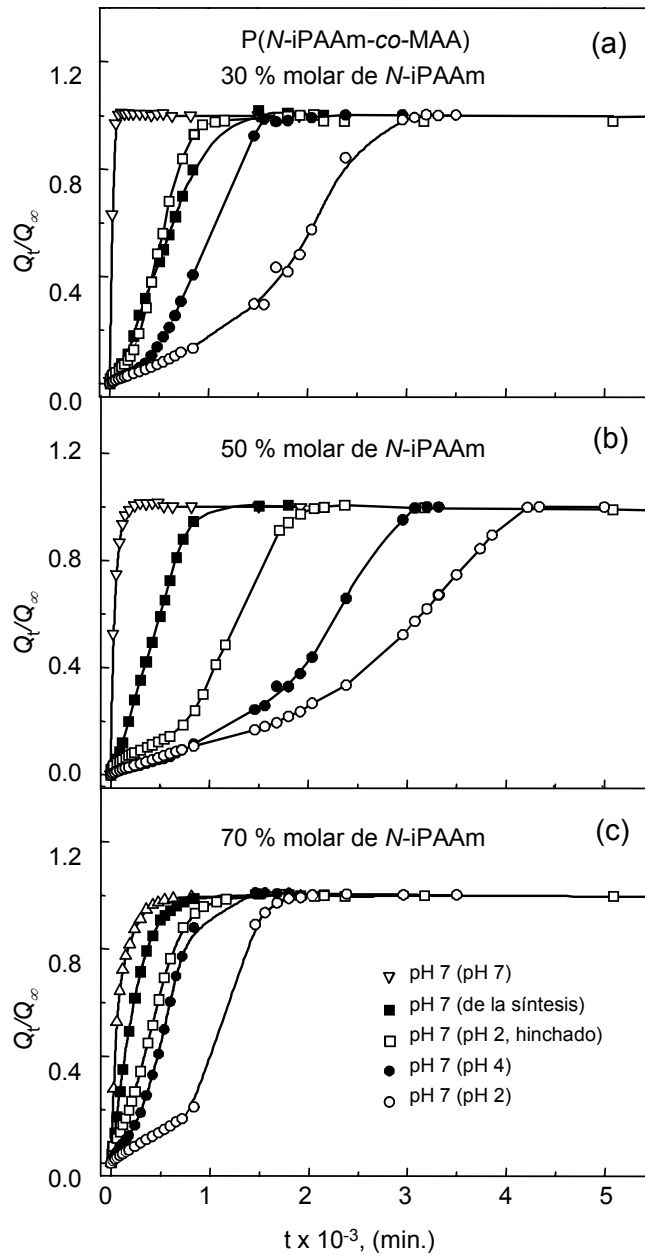 P(N-iPAAm-co-MAA)
(a)
30 % molar de N-iPAAm
1.2
0.8
0.4
0.0
Qt/Q∞
(b)
50 % molar de N-iPAAm
1.2
0.8
0.4
0.0
Qt/Q∞
(c)
70 % molar de N-iPAAm
1.2
0.8
0.4
0.0
Qt/Q∞
pH 7 (pH 7)
pH 7 (de la síntesis)
pH 7 (pH 2, hinchado)
pH 7 (pH 4)
pH 7 (pH 2)
0 1 2 3 4 5
t x 10⁻³, (min.)